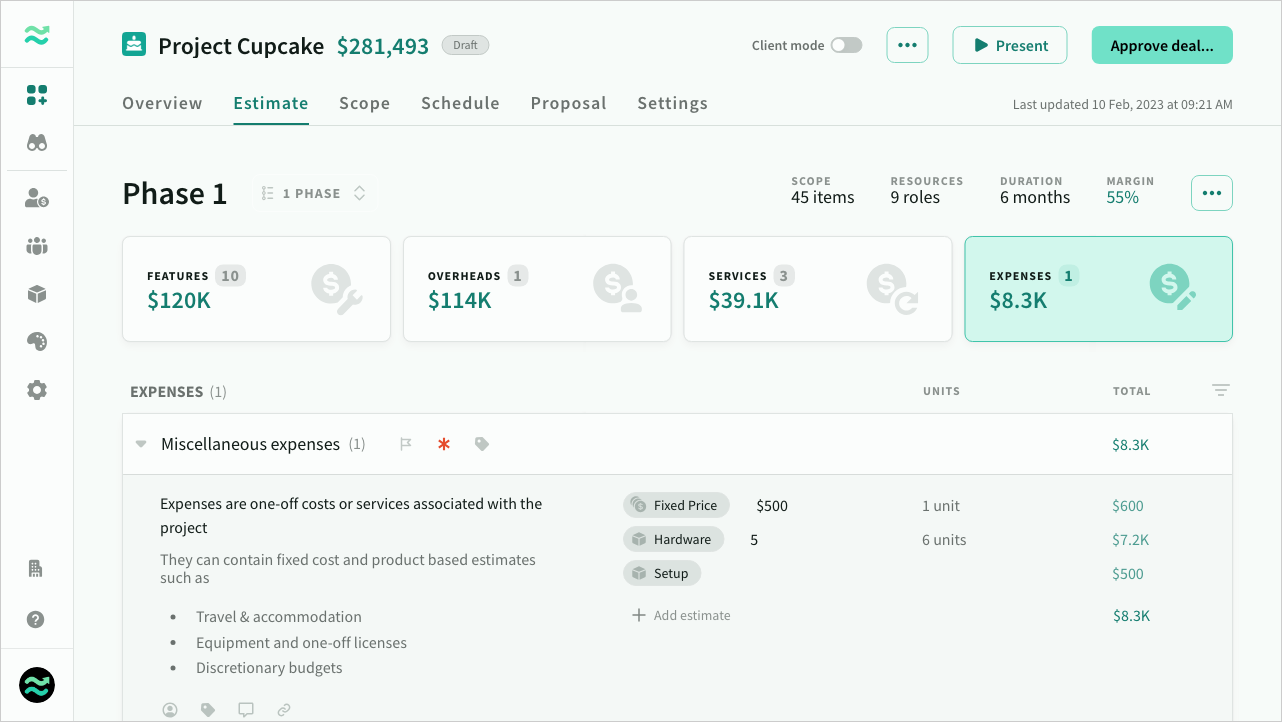 Project Cupcake $281,493 Draft
Client mode
Present
Approve deal...
Overview Estimate Scope Schedule Proposal Settings
Last updated 10 Feb, 2023 at 09:21 AM
Phase 1
1 PHASE
SCOPE
45 items
RESOURCES
9 roles
DURATION
6 months
MARGIN
55%
FEATURES 10
$120K
OVERHEADS 1
$114K
SERVICES 3
$39.1K
EXPENSES 1
$8.3K
EXPENSES (1) UNITS TOTAL
Miscellaneous expenses (1) $8.3K
Expenses are one-off costs or services associated with the
project
They can contain fixed cost and product based estimates
such as
• Travel & accommodation
• Equipment and one-off licenses
• Discretionary budgets
Fixed Price $500 1 unit $600
Hardware 5 6 units $7.2K
Setup $500
Add estimate $8.3K